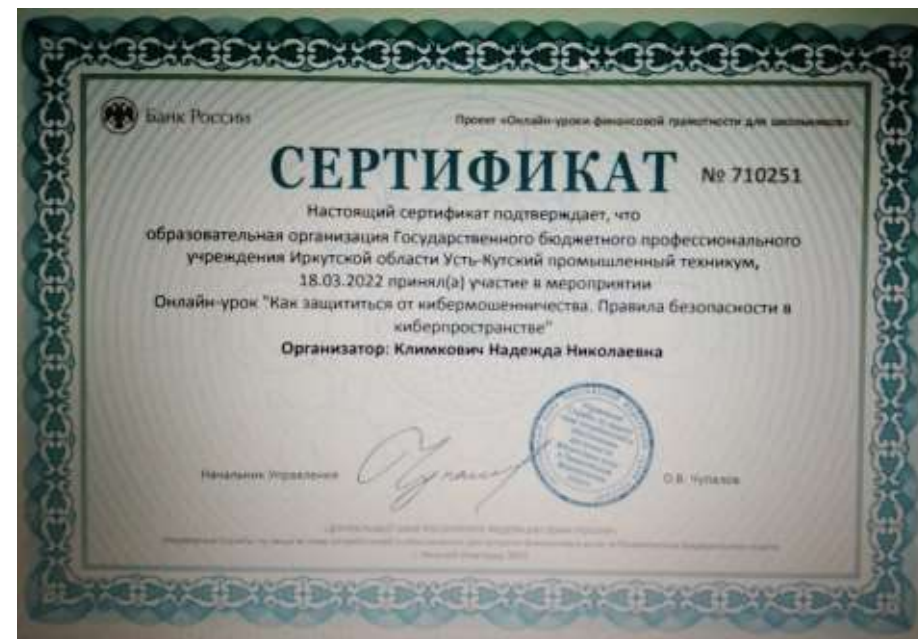 Банк России
Проект «Онлайн-уроки финансовой грамотности для школьников»
СЕРТИФИКАТ № 710251
Настоящий сертификат подтверждает, что
образовательная организация Государственного бюджетного профессионального
учреждения Иркутской области Усть-Кутский промышленный техникум,
18.03.2022 принял(а) участие в мероприятии
Онлайн-урок "Как защититься от кибермошенничества. Правила безопасности в
киберпространстве"
Организатор: Климкович Надежда Николаевна
Начальник Управления
О.В. Чупалов